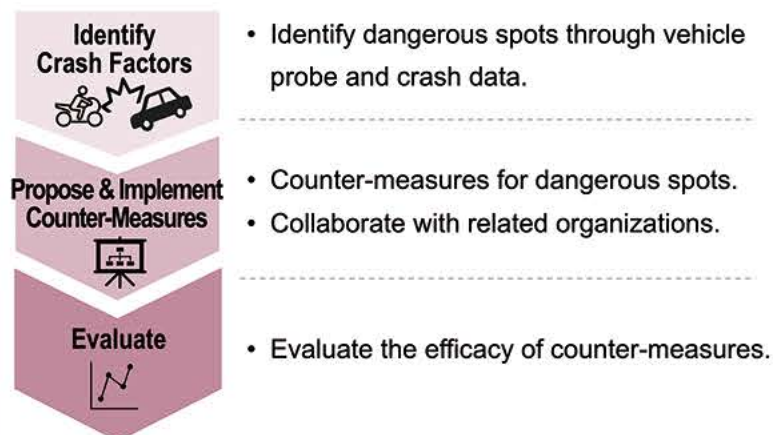 Identify
Crash Factors
• Identify dangerous spots through vehicle
probe and crash data.
Propose & Implement
Counter-Measures
• Counter-measures for dangerous spots.
• Collaborate with related organizations.
Evaluate
• Evaluate the efficacy of counter-measures.